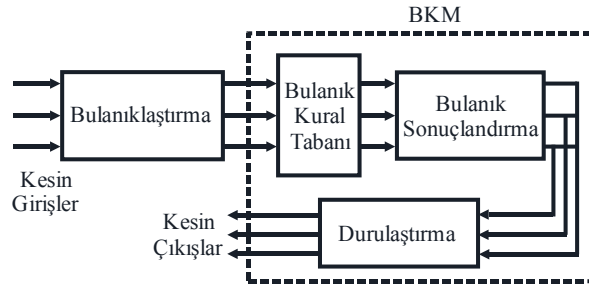 BKM
Bulanıklaştırma
Bulanık
Kural
Tabanı
Bulanık
Sonuçlandırma
Kesin
Girişler
Kesin
Çıkışlar
Durulaştırma